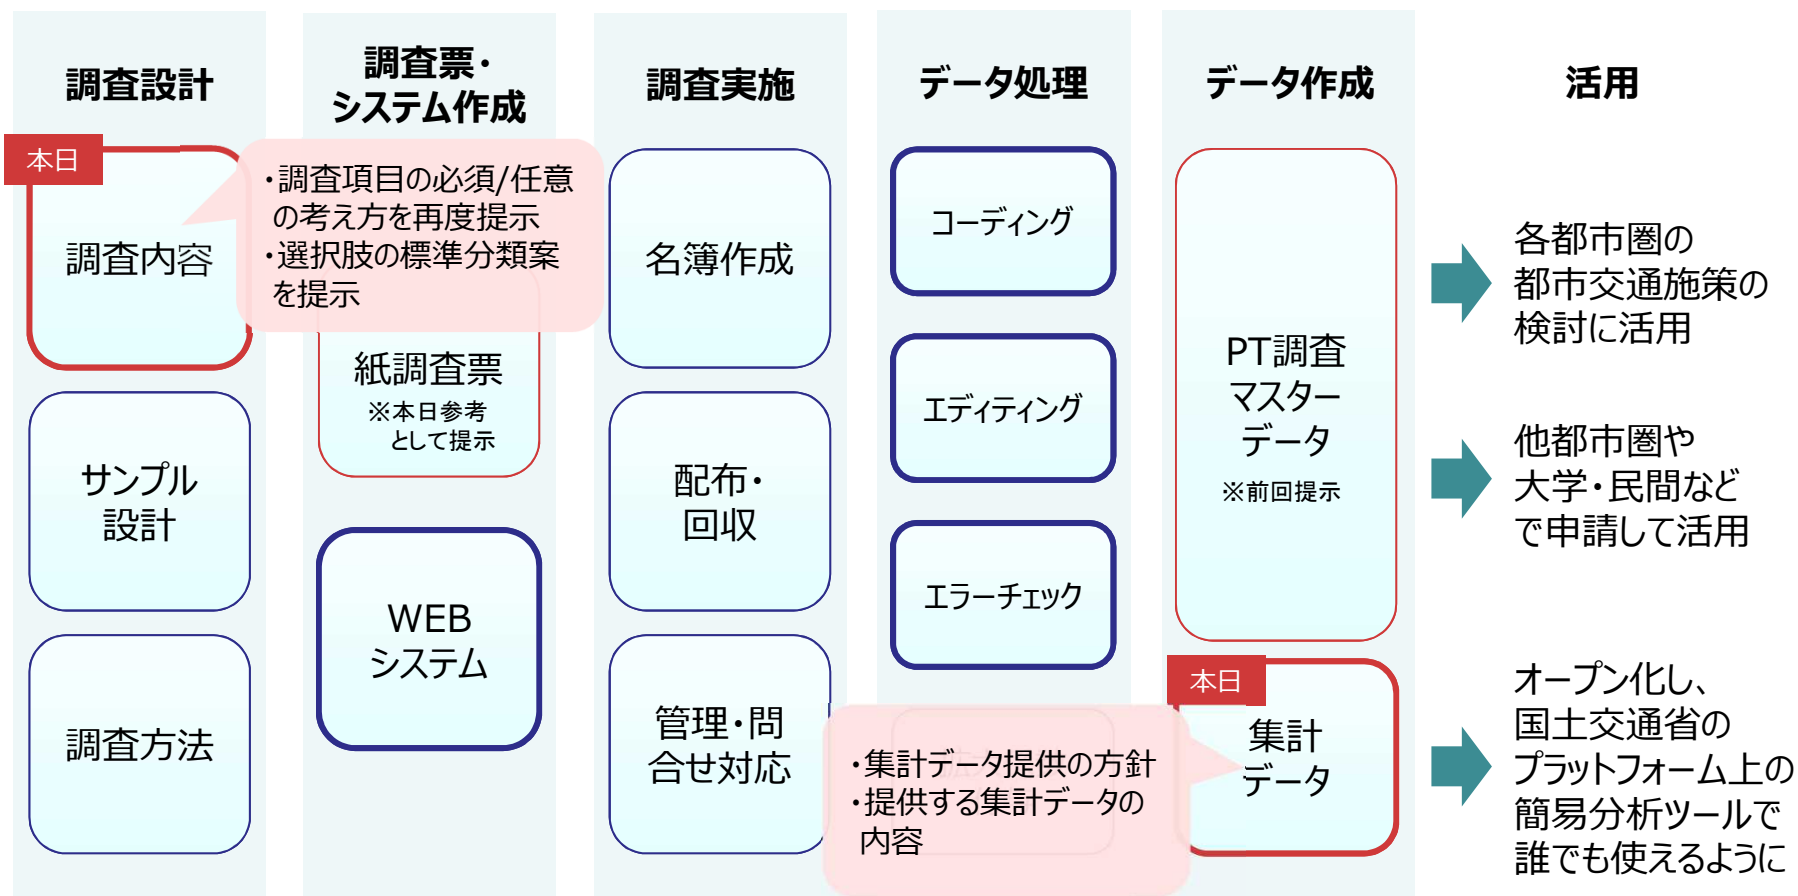 調査設計
本日
調査内容
サンプル
設計
調査方法
調査票・
システム作成
・調査項目の必須/任意
の考え方を再度提示
・選択肢の標準分類案
を提示
紙調査票
※本日参考
として提示
WEB
システム
調査実施
名簿作成
配布・
回収
管理・問
合せ対応
データ処理
コーディング
エディティング
エラーチェック
・集計データ提供の方針
・提供する集計データの
内容
データ作成
PT調査
マスター
データ
※前回提示
本日
集計
データ
活用
各都市圏の
都市交通施策の
検討に活用
他都市圏や
大学・民間など
で申請して活用
オープン化し、
国土交通省の
プラットフォーム上の
簡易分析ツールで
誰でも使えるように